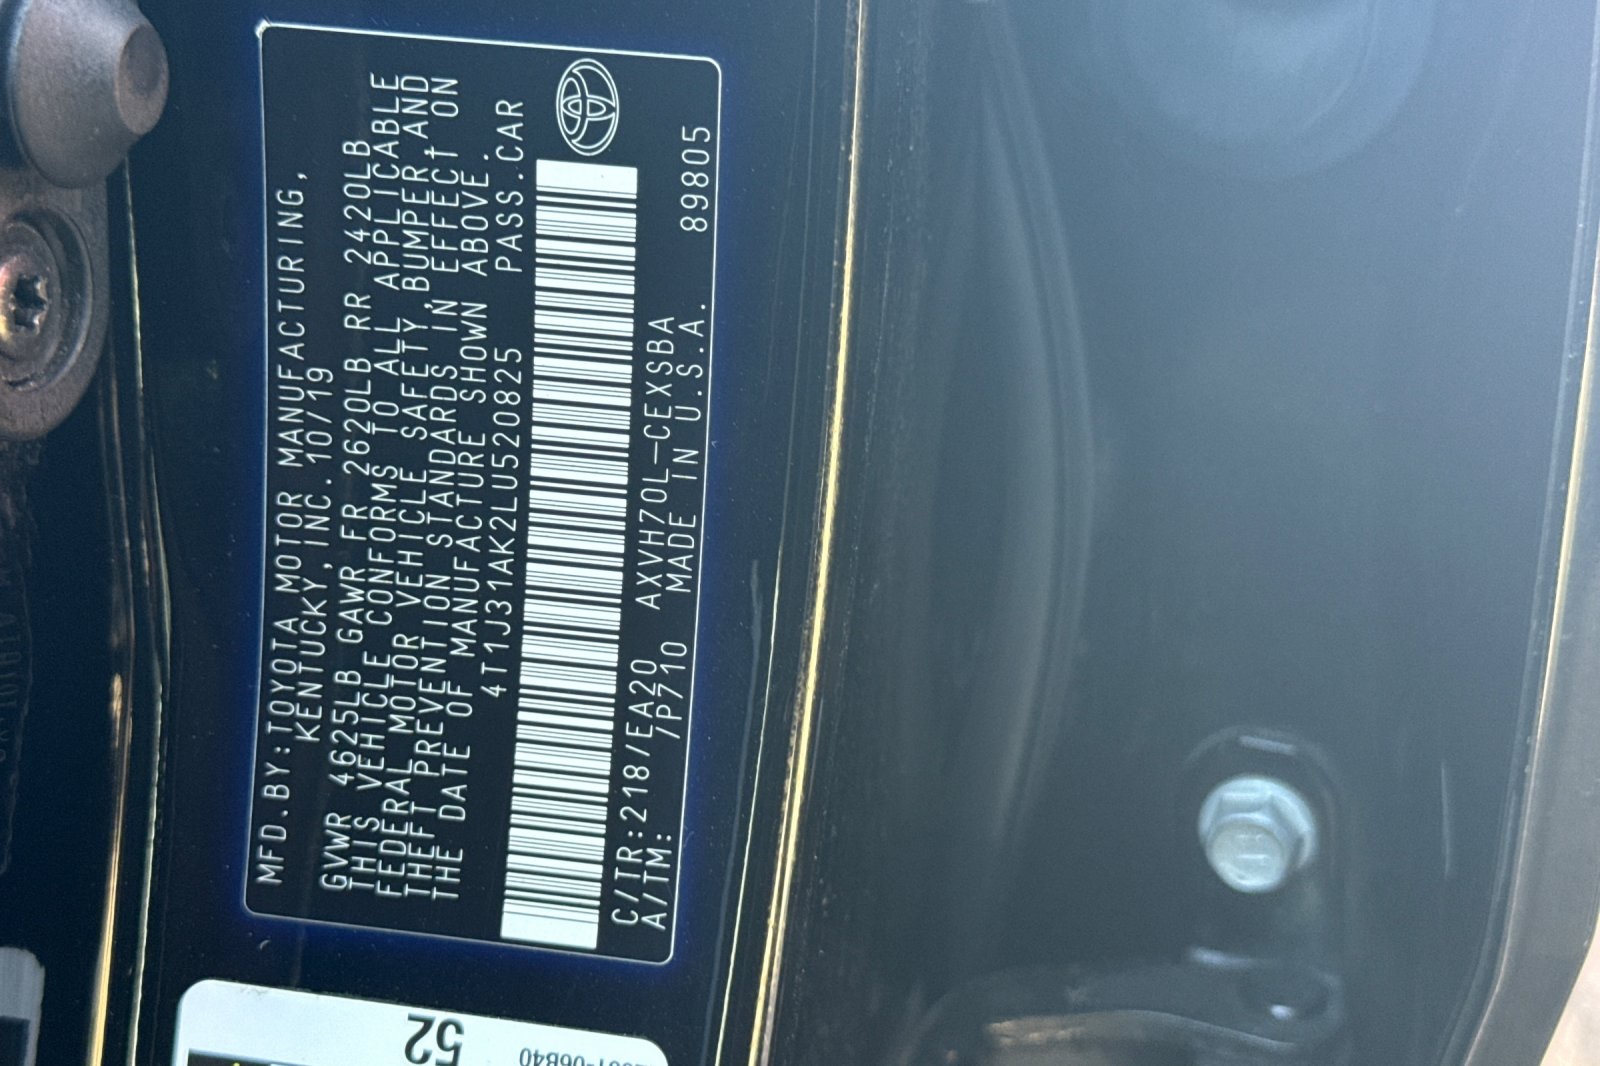 MFD.BY:TOYOTA MOTOR MANUFACTURING,
KENTUCKY,INC.10/19
GVWR 4625LB GAWR FR 2620LB RR 2420LB
THIS VEHICLE CONFORMS TO ALL APPLICABLE
FEDERAL MOTOR VEHICLE SAFETY,BUMPER,AND
THEFT PREVENTION STANDARDS IN EFFECT ON
THE DATE OF MANUFACTURE SHOWN ABOVE.
4T1J31AK2LU520825 PASS.CAR
C/TR:218/EA20 AXVH70L-CEXSBA 89805
A/TM: /P710 MADE IN U.S.A.
52